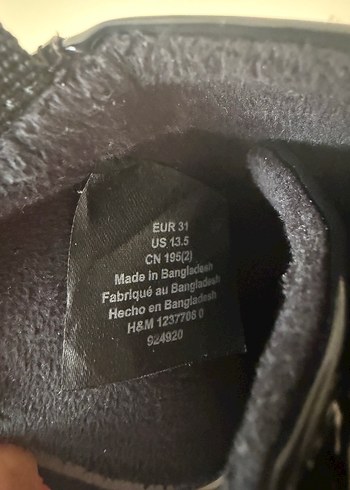 EUR 31
US 13.5
CN 195(2)
Made in Bangladesh
Fabriqué au Bangladesh
Hecho en Bangladesh
H&M 1237706 0
924920